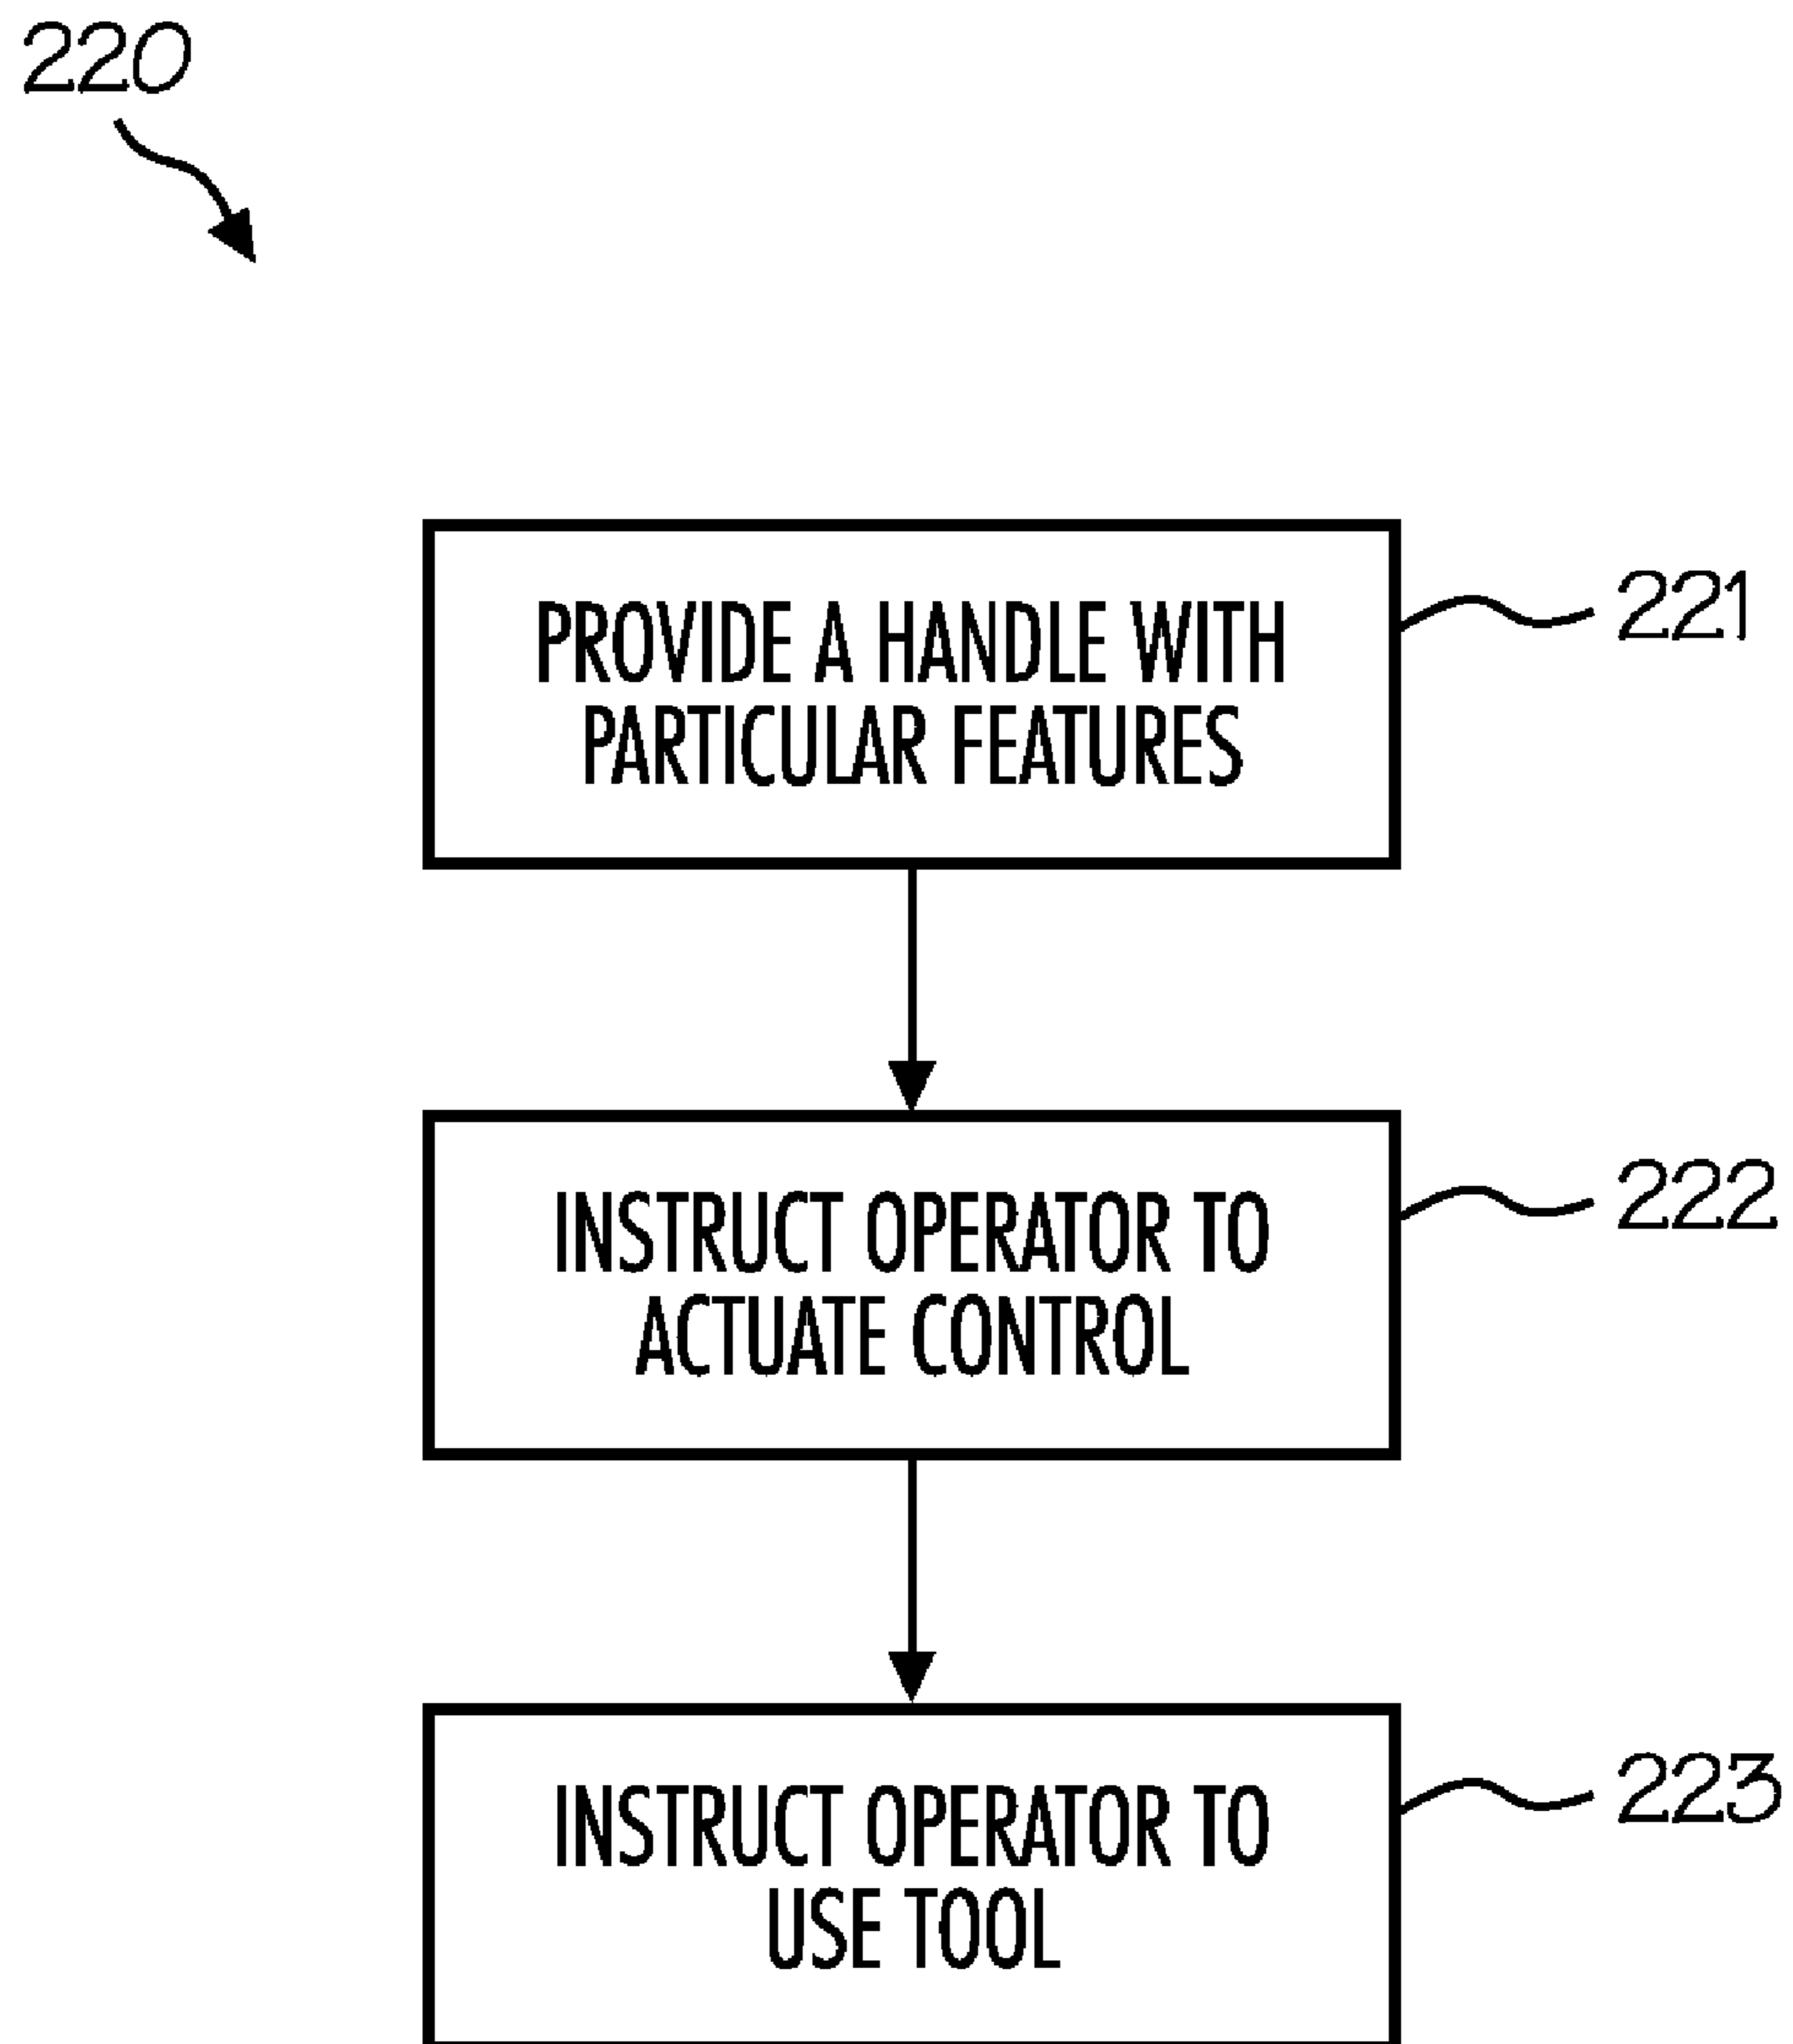 220
PROVIDE A HANDLE WITH
PARTICULAR FEATURES
221
INSTRUCT OPERATOR TO
ACTUATE CONTROL
222
INSTRUCT OPERATOR TO
USE TOOL
223